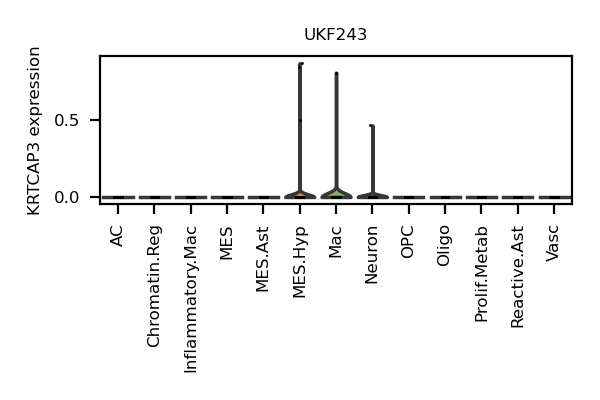 UKF243
KRTCAP3 expression
0.5
0.0
AC
Chromatin.Reg
Inflammatory.Mac
MES
MES.Ast
MES.Hyp
Mac
Neuron
OPC
Oligo
Prolif.Metab
Reactive.Ast
Vasc